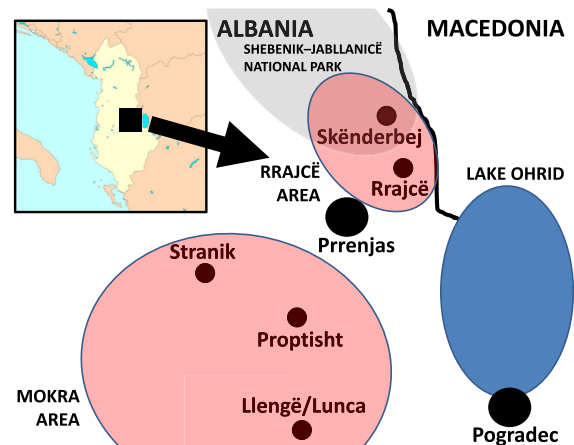 ALBANIA
MACEDONIA
SHEBENIK–JABLLANICË
NATIONAL PARK
Skënderbej
RRAJCË
AREA
Rrajcë
LAKE OHRID
Prrenjas
Stranik
Proptisht
MOKRA
AREA
Llengë/Lunca
Pogradec